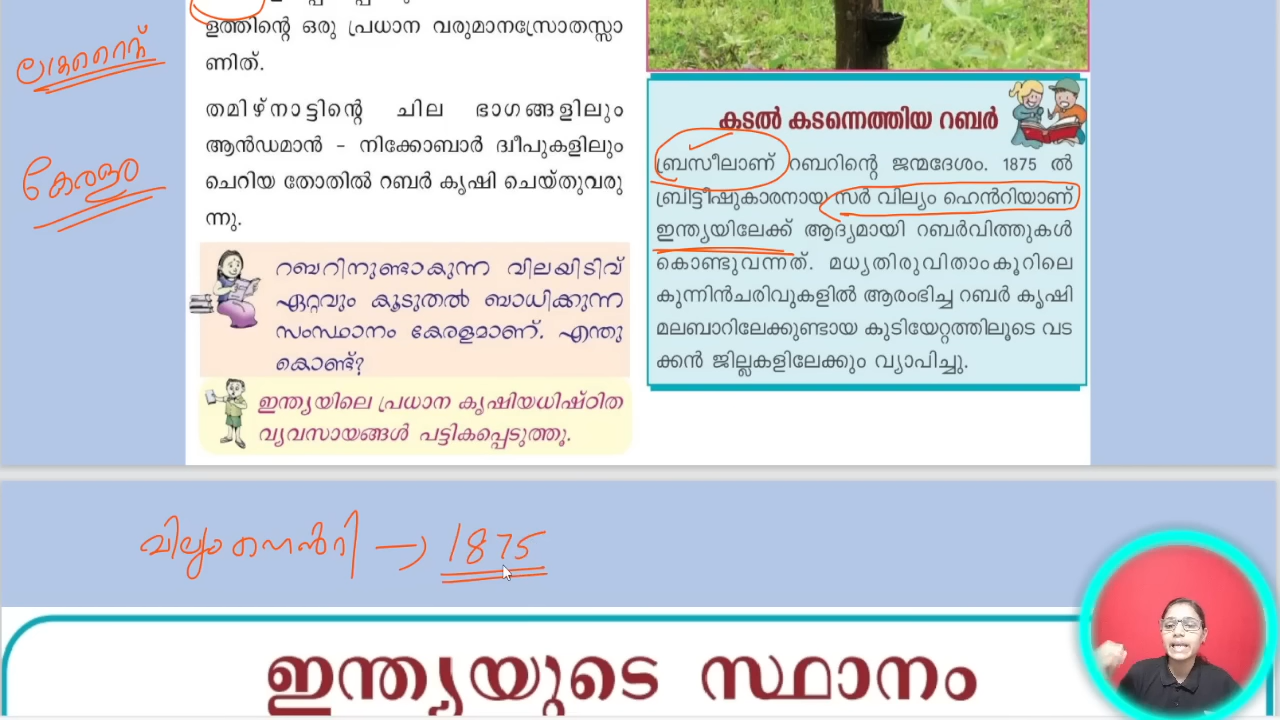 ളത്തിന്റെ ഒരു പ്രധാന വരുമാനസ്രോതസ്സാ
ണിത്.
തമിഴ്നാട്ടിന്റെ ചില ഭാഗങ്ങളിലും
ആൻഡമാൻ - നിക്കോബാർ ദ്വീപുകളിലും
ചെറിയ തോതിൽ റബർ കൃഷി ചെയ്തുവരു
ന്നു.
റബറിനുണ്ടാകുന്ന വിലയിടിവ്
ഏറ്റവും കൂടുതൽ ബാധിക്കുന്ന
സംസ്ഥാനം കേരളമാണ്. എന്തു
കൊണ്ട്?
ഇന്ത്യയിലെ പ്രധാന കൃഷിയധിഷ്ഠിത
വ്യവസായങ്ങൾ പട്ടികപ്പെടുത്തൂ.
കേരളം
കടൽ കടന്നെത്തിയ റബർ
ബ്രസീലാണ് റബറിന്റെ ജന്മദേശം. 1875 ൽ
ബ്രിട്ടീഷുകാരനായ സർ വില്യം ഹെൻറിയാണ്
ഇന്ത്യയിലേക്ക് ആദ്യമായി റബർവിത്തുകൾ
കൊണ്ടുവന്നത്. മധ്യതിരുവിതാംകൂറിലെ
കുന്നിൻചരിവുകളിൽ ആരംഭിച്ച റബർ കൃഷി
മലബാറിലേക്കുണ്ടായ കുടിയേറ്റത്തിലൂടെ വട
ക്കൻ ജില്ലകളിലേക്കും വ്യാപിച്ചു.
വില്യം ഹെൻറി → 1875
ഇന്ത്യയുടെ സ്ഥാനം